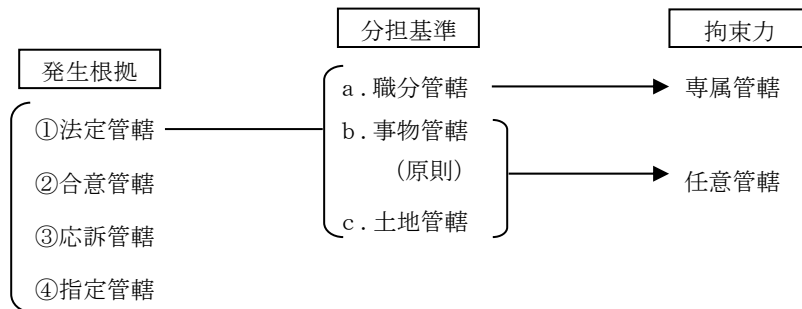 発生根拠
①法定管轄
②合意管轄
③応訴管轄
④指定管轄
分担基準
a．職分管轄
b．事物管轄
（原則）
c．土地管轄
拘束力
専属管轄
任意管轄